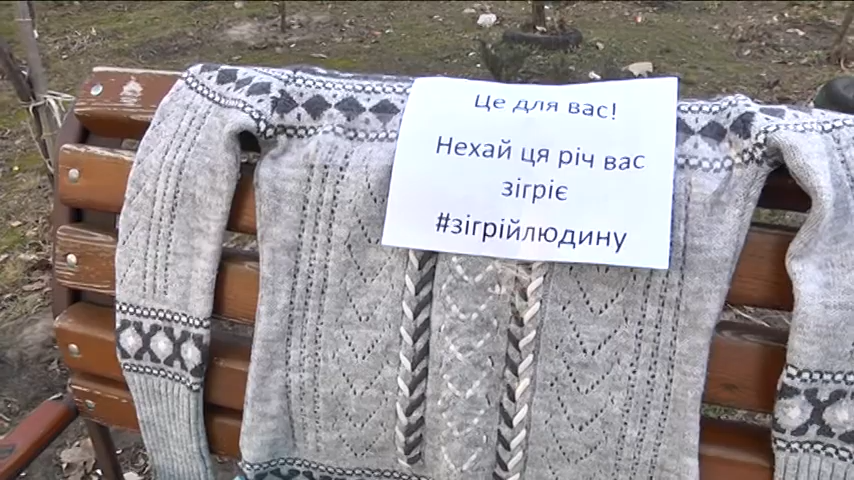 Це для вас!
Нехай ця річ вас
зігріє
#зігрійлюдину